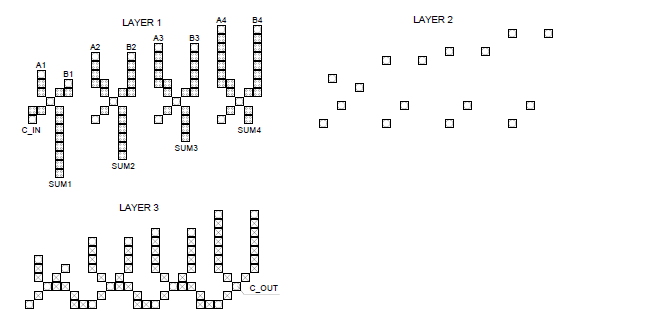 LAYER 1
LAYER 2
A1
B1
A2
B2
A3
B3
A4
B4
C_IN
SUM1
SUM2
SUM3
SUM4
LAYER 3
C_OUT